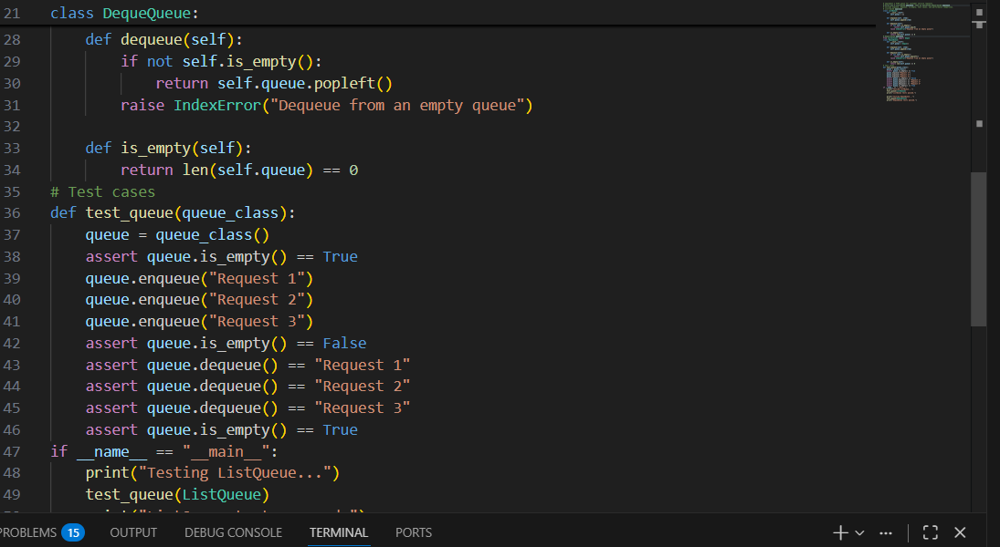 21 class DequeQueue:
28 def dequeue(self):
29 if not self.is_empty():
30 return self.queue.popleft()
31 raise IndexError("Dequeue from an empty queue")
32
33 def is_empty(self):
34 return len(self.queue) == 0
35 # Test cases
36 def test_queue(queue_class):
37 queue = queue_class()
38 assert queue.is_empty() == True
39 queue.enqueue("Request 1")
40 queue.enqueue("Request 2")
41 queue.enqueue("Request 3")
42 assert queue.is_empty() == False
43 assert queue.dequeue() == "Request 1"
44 assert queue.dequeue() == "Request 2"
45 assert queue.dequeue() == "Request 3"
46 assert queue.is_empty() == True
47 if __name__ == "__main__":
48 print("Testing ListQueue...")
49 test_queue(ListQueue)
PROBLEMS 15 OUTPUT DEBUG CONSOLE TERMINAL PORTS